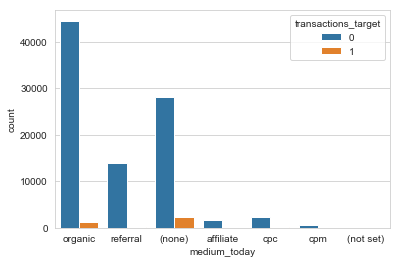 transactions_target
0
1
count
40000
30000
20000
10000
0
organic referral (none) affiliate cpc cpm (not set)
medium_today